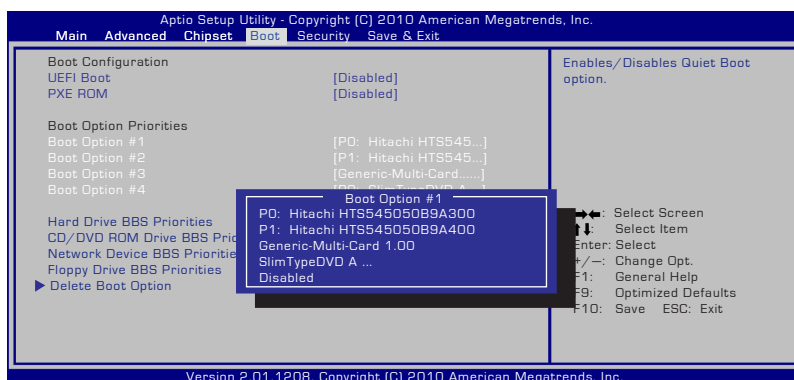 Aptio Setup Utility - Copyright (C) 2010 American Megatrends, Inc.
Main Advanced Chipset Boot Security Save & Exit
Boot Configuration
UEFI Boot [Disabled]
PXE ROM [Disabled]
Boot Option Priorities
Boot Option #1 [P0: Hitachi HTS545...]
Boot Option #2 [P1: Hitachi HTS545...]
Boot Option #3 [Generic-Multi-Card......]
Boot Option #4
Hard Drive BBS Priorities
CD/DVD ROM Drive BBS Prio
Network Device BBS Prioritie
Floppy Drive BBS Priorities
Delete Boot Option
Boot Option #1
P0: Hitachi HTS545050B9A300
P1: Hitachi HTS545050B9A400
Generic-Multi-Card 1.00
SlimTypeDVD A ...
Disabled
Enables/Disables Quiet Boot
option.
→←: Select Screen
↑↓: Select Item
Enter: Select
+/—: Change Opt.
F1: General Help
F9: Optimized Defaults
F10: Save ESC: Exit
Version 2.01.1208. Copyright (C) 2010 American Megatrends, Inc.